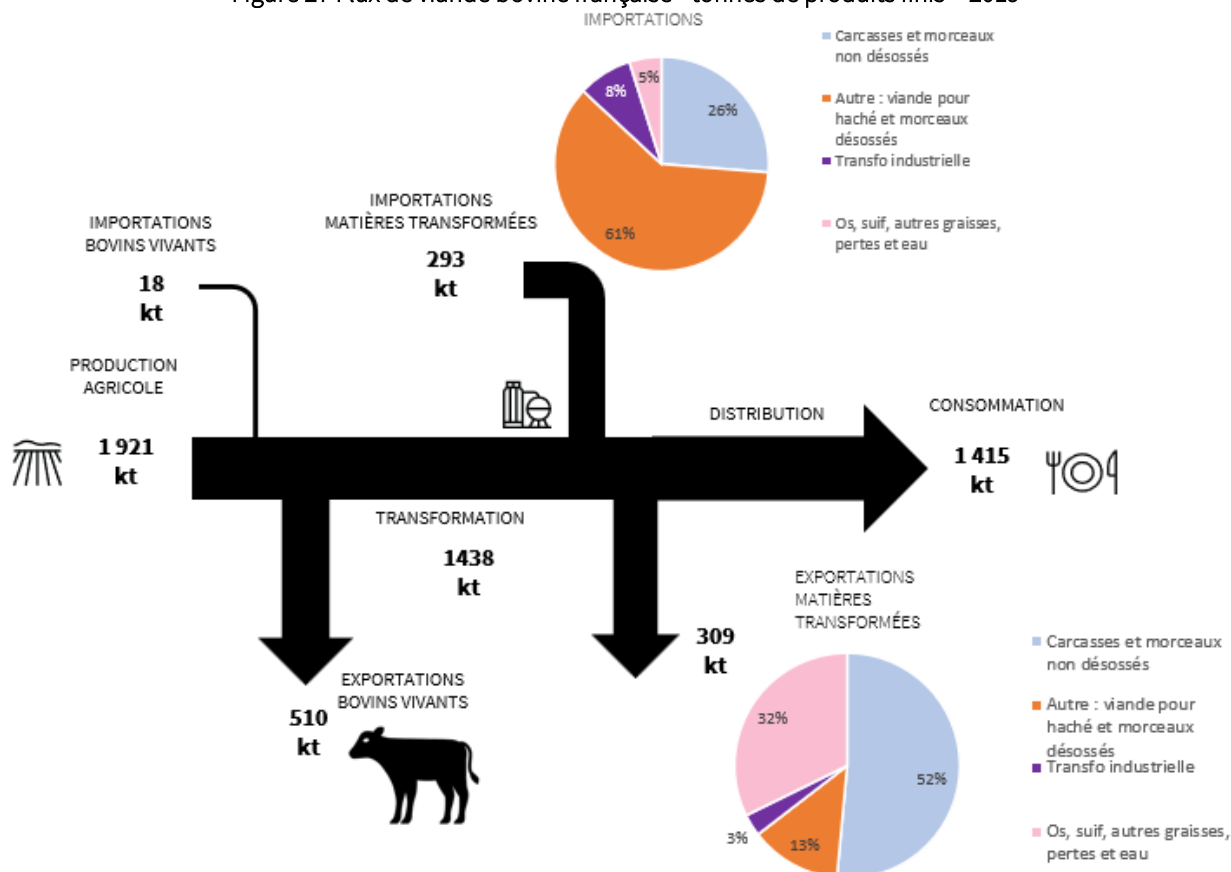 IMPORTATIONS
Carcasses et morceaux
non désossés
Autre : viande pour
haché et morceaux
désossés
Transfo industrielle
Os, suif, autres graisses,
pertes et eau
5%
8%
26%
61%
IMPORTATIONS
MATIÈRES TRANSFORMÉES
293
kt
IMPORTATIONS
BOVINS VIVANTS
18
kt
PRODUCTION
AGRICOLE
1 921
kt
DISTRIBUTION
CONSOMMATION
1 415
kt
TRANSFORMATION
1438
kt
EXPORTATIONS
MATIÈRES
TRANSFORMÉES
309
kt
EXPORTATIONS
BOVINS VIVANTS
510
kt
32%
52%
3%
13%
Carcasses et morceaux
non désossés
Autre : viande pour
haché et morceaux
désossés
Transfo industrielle
Os, suif, autres graisses,
pertes et eau